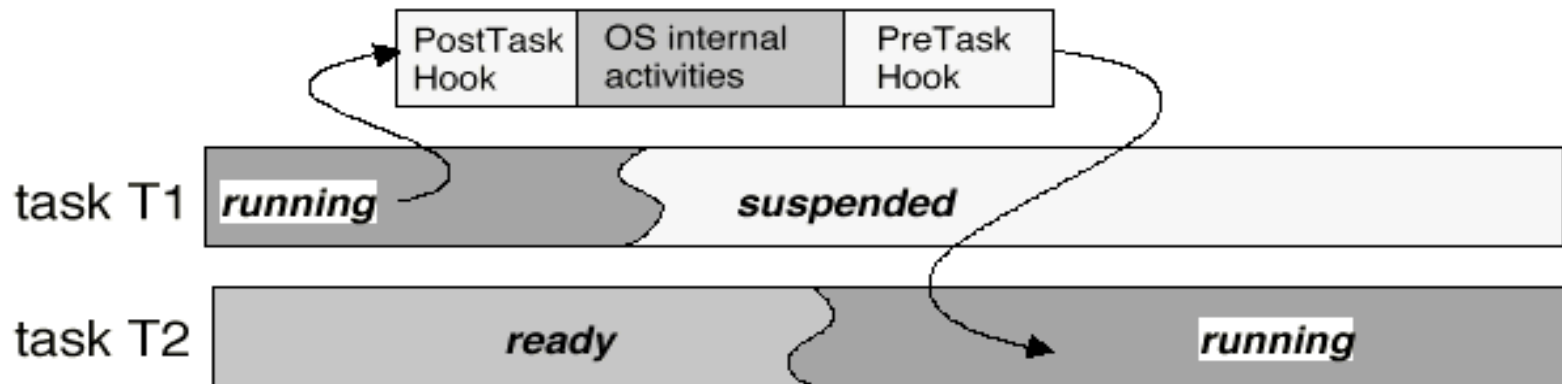 PostTask
Hook
OS internal
activities
PreTask
Hook
task T1
running
suspended
task T2
ready
running